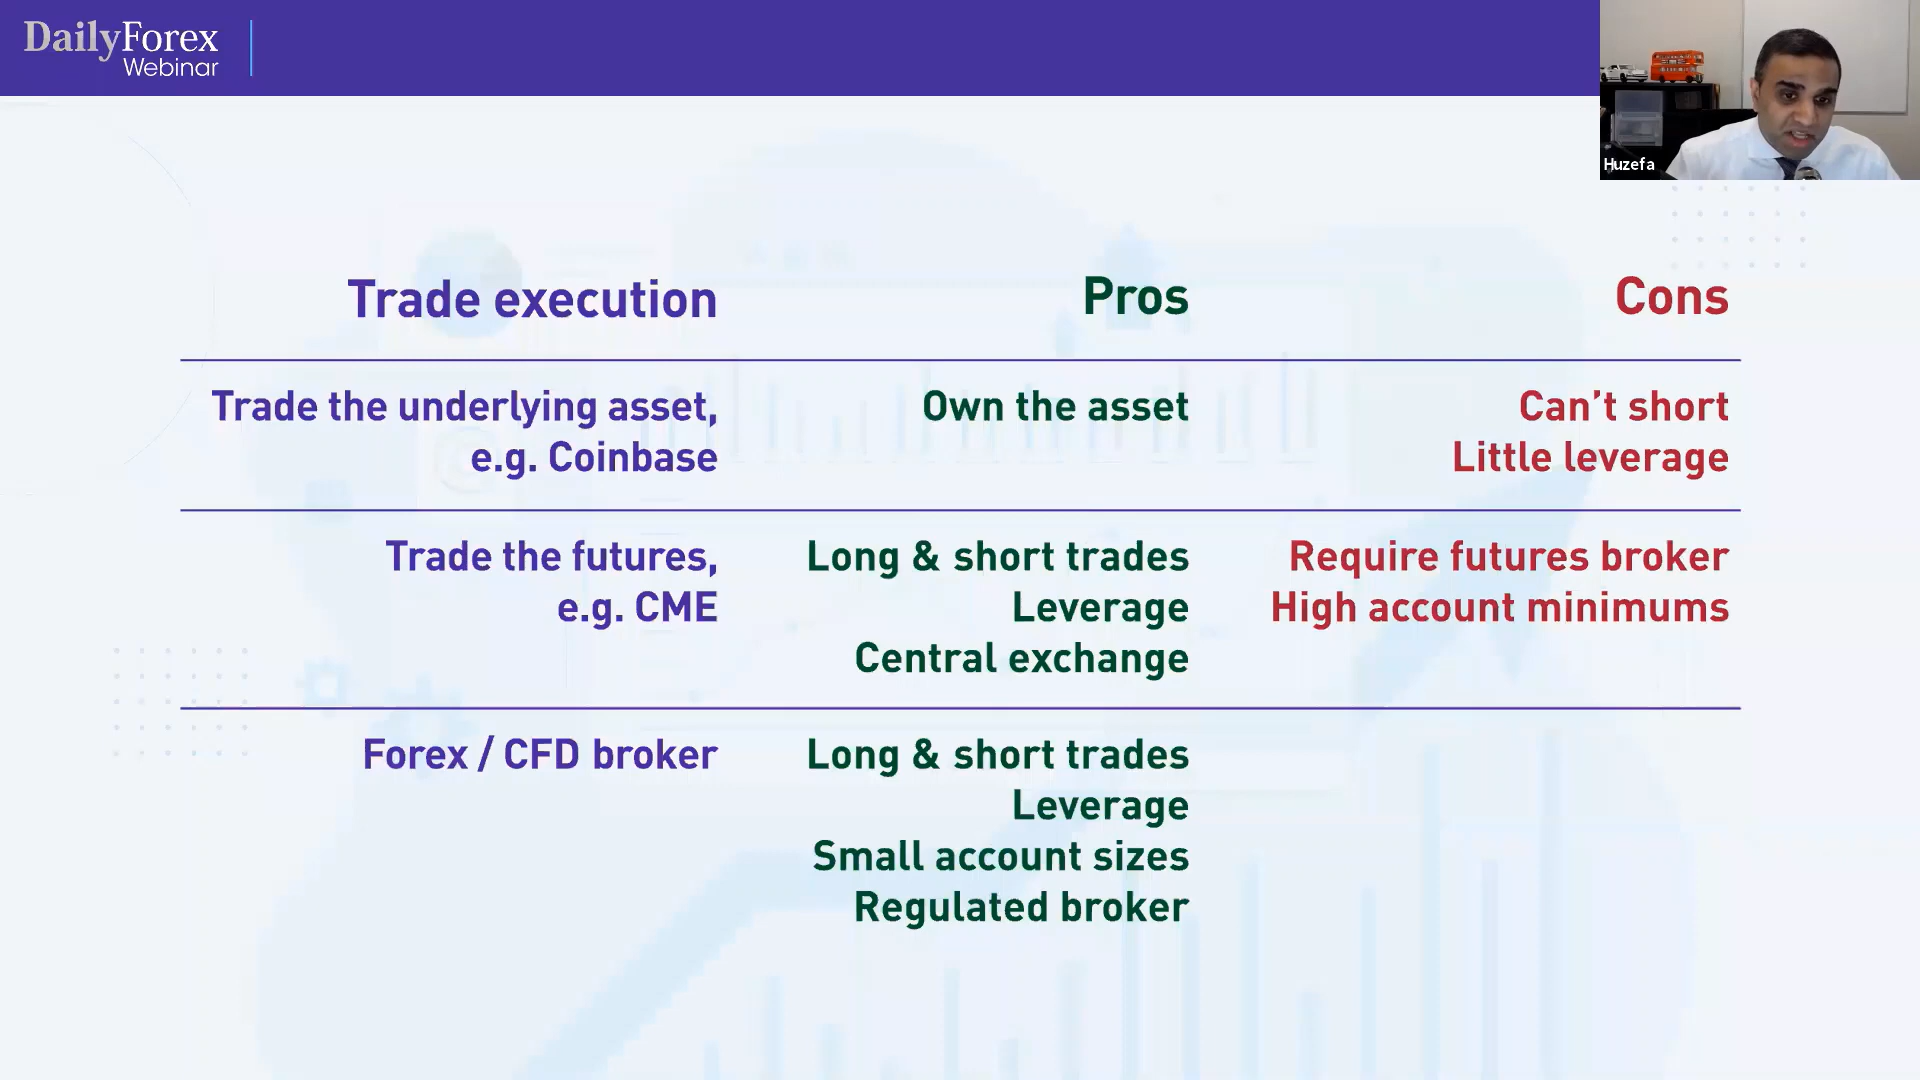 DailyForex
Webinar
Huzefa
Trade execution
Pros
Cons
Trade the underlying asset,
e.g. Coinbase
Own the asset
Can’t short
Little leverage
Trade the futures,
e.g. CME
Long & short trades
Leverage
Central exchange
Require futures broker
High account minimums
Forex / CFD broker
Long & short trades
Leverage
Small account sizes
Regulated broker